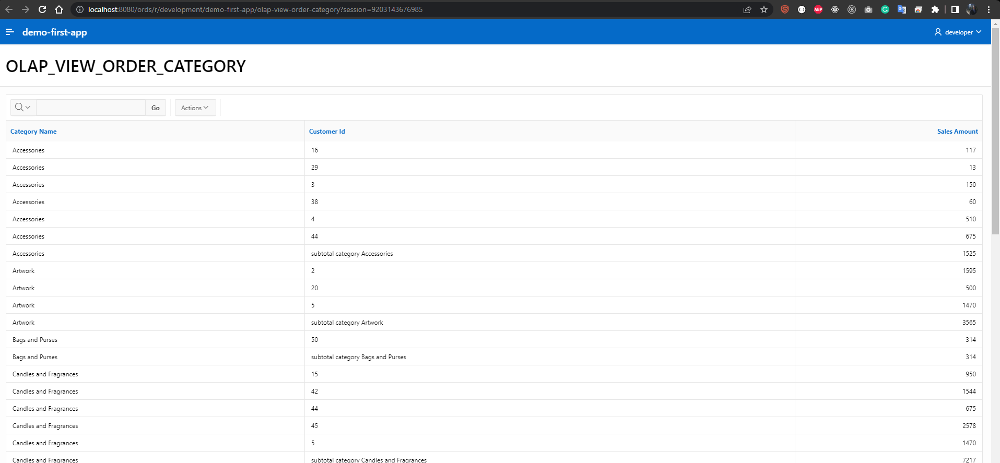 localhost:8080/ords/r/development/demo-first-app/olap-view-order-category?session=9203143676985
ABP
demo-first-app
developer
OLAP_VIEW_ORDER_CATEGORY
Go
Actions
Category Name Customer Id Sales Amount
Accessories 16 117
Accessories 29 13
Accessories 3 150
Accessories 38 60
Accessories 4 510
Accessories 44 675
Accessories subtotal category Accessories 1525
Artwork 2 1595
Artwork 20 500
Artwork 5 1470
Artwork subtotal category Artwork 3565
Bags and Purses 50 314
Bags and Purses subtotal category Bags and Purses 314
Candles and Fragrances 15 950
Candles and Fragrances 42 1544
Candles and Fragrances 44 675
Candles and Fragrances 45 2578
Candles and Fragrances 5 1470
Candles and Fragrances subtotal category Candles and Fragrances 7217